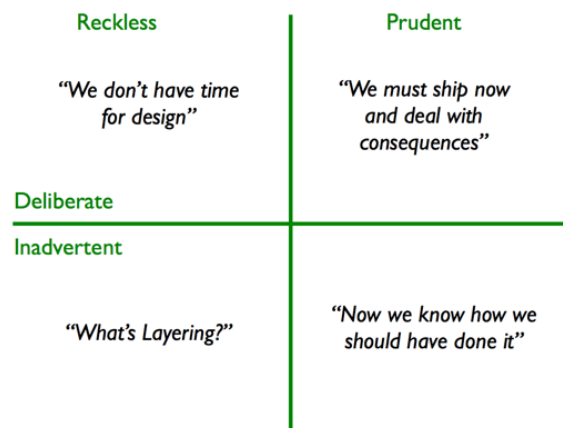 Reckless
Prudent
“We don’t have time
for design”
“We must ship now
and deal with
consequences”
Deliberate
Inadvertent
“What’s Layering?”
“Now we know how we
should have done it”